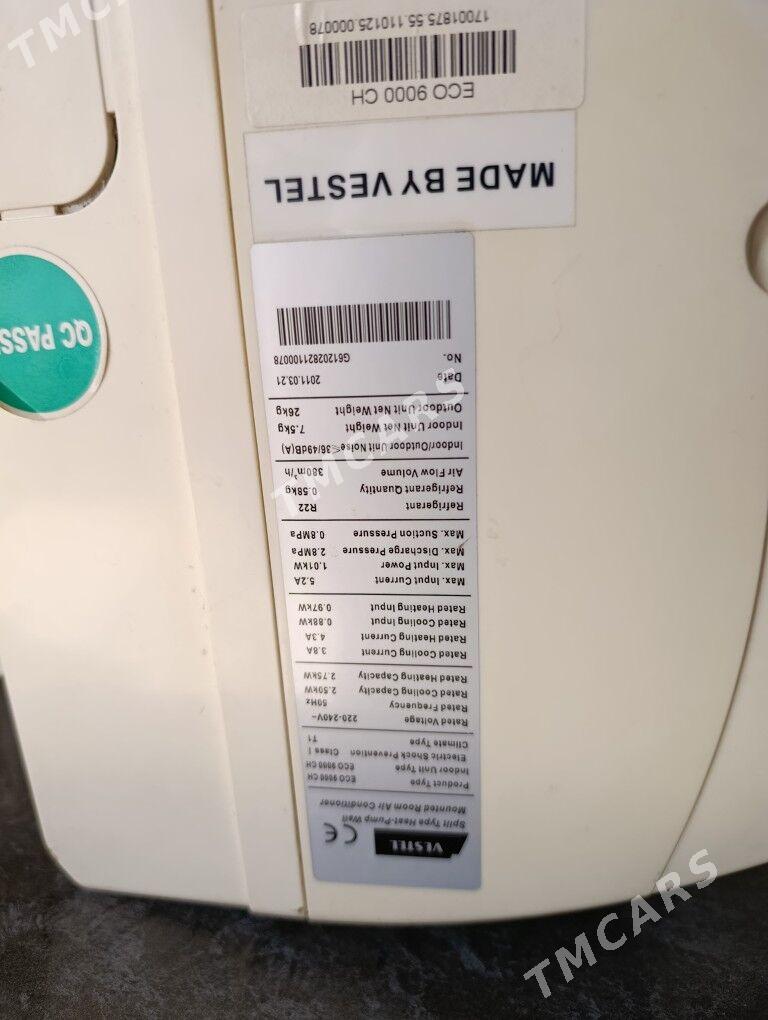 VESTEL
CE
Split Type Heat-Pump Wall
Mounted Room Air Conditioner
Product Type ECO 9000 CH
Indoor Unit Type ECO 9000 CH
Electric Shock Prevention Class I
Climate Type T1
Rated Voltage 220-240V~
Rated Frequency 50Hz
Rated Cooling Capacity 2.50kW
Rated Heating Capacity 2.75kW
Rated Cooling Current 3.8A
Rated Heating Current 4.3A
Rated Cooling Input 0.88kW
Rated Heating Input 0.97kW
Max. Input Current 5.2A
Max. Input Power 1.01kW
Max. Discharge Pressure 2.8MPa
Max. Suction Pressure 0.8MPa
Refrigerant R22
Refrigerant Quantity 0.58kg
Air Flow Volume 380m³/h
Indoor/Outdoor Unit Noise 36/49dB(A)
Indoor Unit Net Weight 7.5kg
Outdoor Unit Net Weight 26kg
Date 2011.03.21
No. G61202821100078
MADE BY VESTEL
ECO 9000 CH
17001875.55.110125.000078
QC PASS
TMCARS
TMCARS
TMCARS